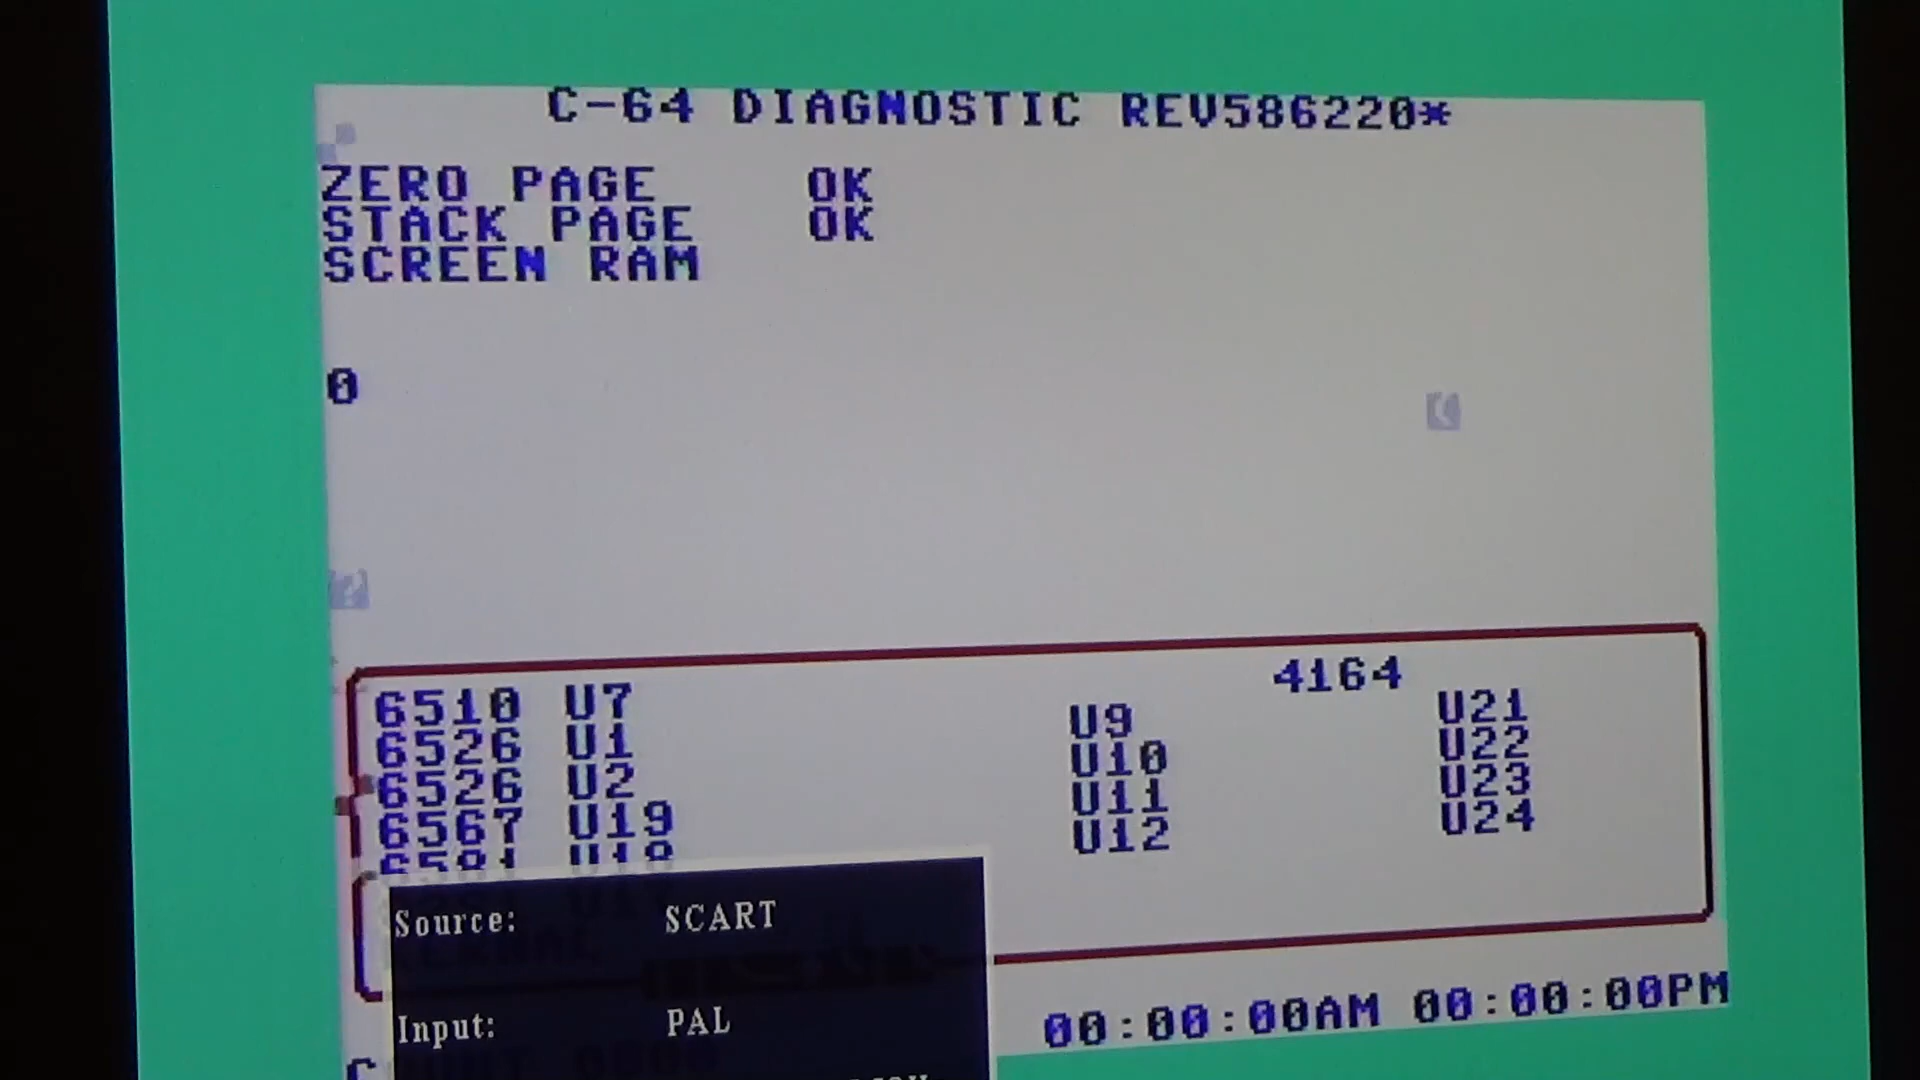 C-64 DIAGNOSTIC REV586220*
ZERO PAGE OK
STACK PAGE OK
SCREEN RAM
0
4164
6510 U7 U9 U21
6526 U1 U10 U22
6526 U2 U11 U23
6567 U19 U12 U24
6581 U18
Source: SCART
Input: PAL
00:00:00AM 00:00:00PM